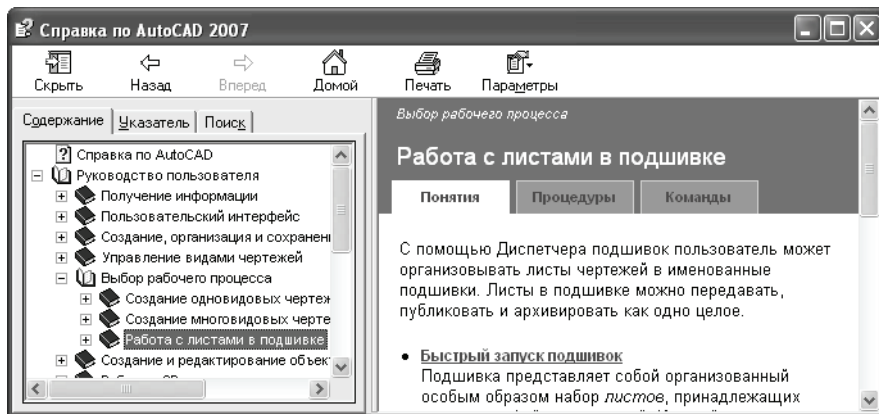 Справка по AutoCAD 2007
Скрыть Назад Вперед Домой Печать Параметры
Содержание Указатель Поиск
Справка по AutoCAD
Руководство пользователя
Получение информации
Пользовательский интерфейс
Создание, организация и сохранени
Управление видами чертежей
Выбор рабочего процесса
Создание одновидовых чертеж
Создание многовидовых черте
Работа с листами в подшивке
Создание и редактирование объек
Выбор рабочего процесса
Работа с листами в подшивке
Понятия Процедуры Команды
С помощью Диспетчера подшивок пользователь может
организовывать листы чертежей в именованные
подшивки. Листы в подшивке можно передавать,
публиковать и архивировать как одно целое.
• Быстрый запуск подшивок
Подшивка представляет собой организованный
особым образом набор листов, принадлежащих